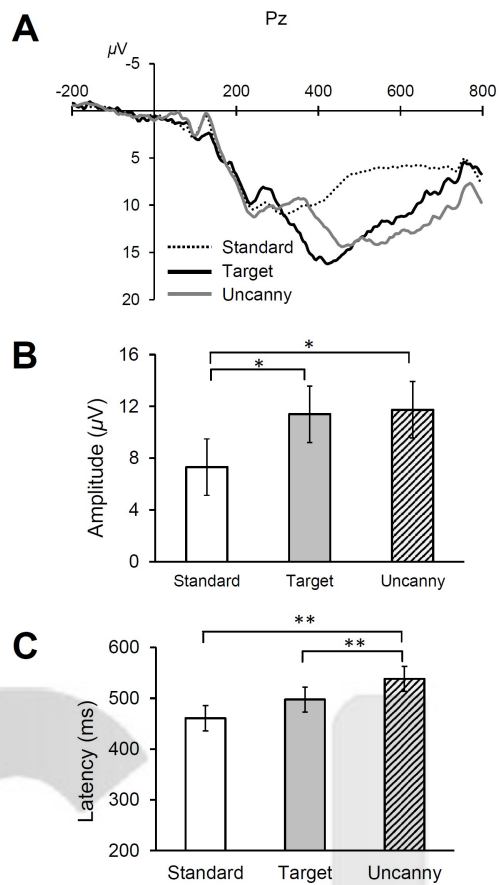 A
Pz
µV
-5
-200 200 400 600 800
5
10
15
20
Standard
Target
Uncanny
B
16
12
8
4
0
Amplitude (µV)
*
*
Standard Target Uncanny
C
600
500
400
300
200
Latency (ms)
**
**
Standard Target Uncanny